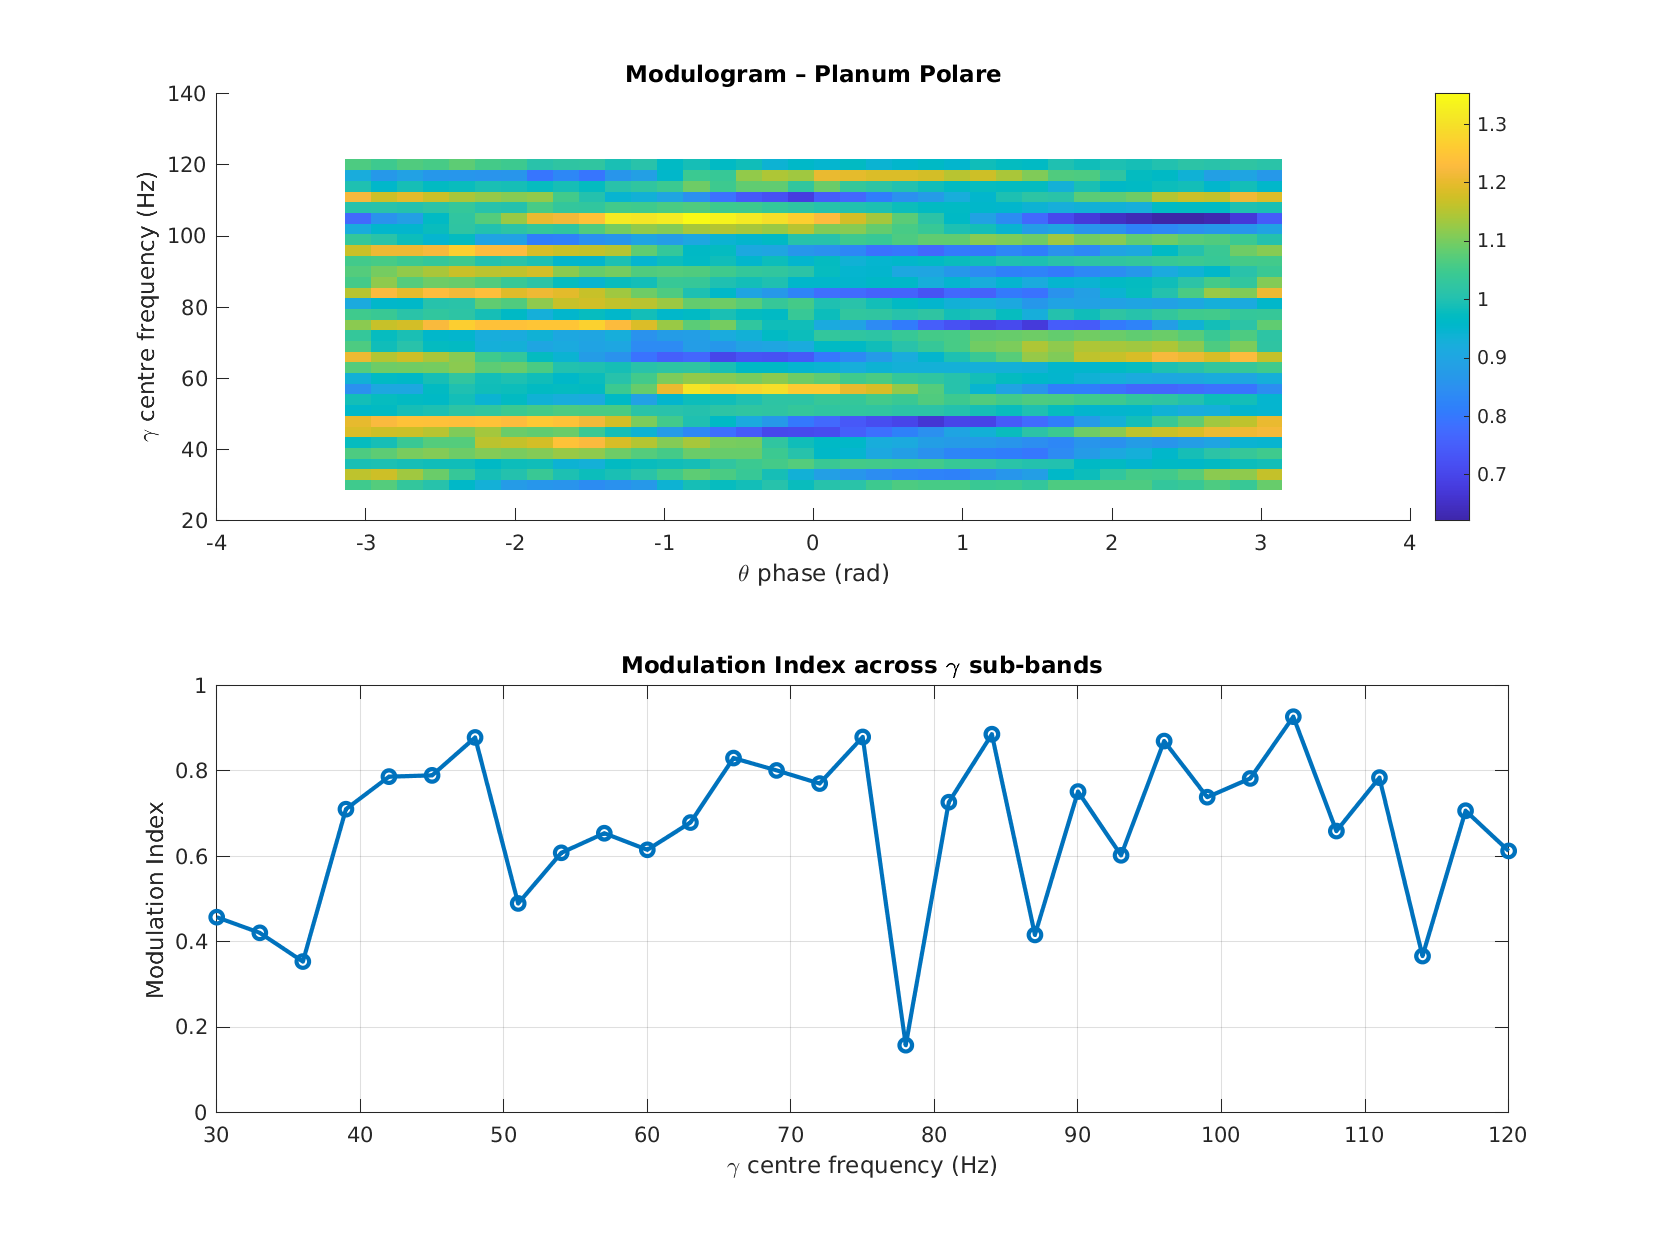 Modulogram – Planum Polare
140
120
100
80
60
40
20
γ centre frequency (Hz)
-4 -3 -2 -1 0 1 2 3 4
θ phase (rad)
1.3
1.2
1.1
1
0.9
0.8
0.7
Modulation Index across γ sub-bands
1
0.8
0.6
0.4
0.2
0
Modulation Index
30 40 50 60 70 80 90 100 110 120
γ centre frequency (Hz)